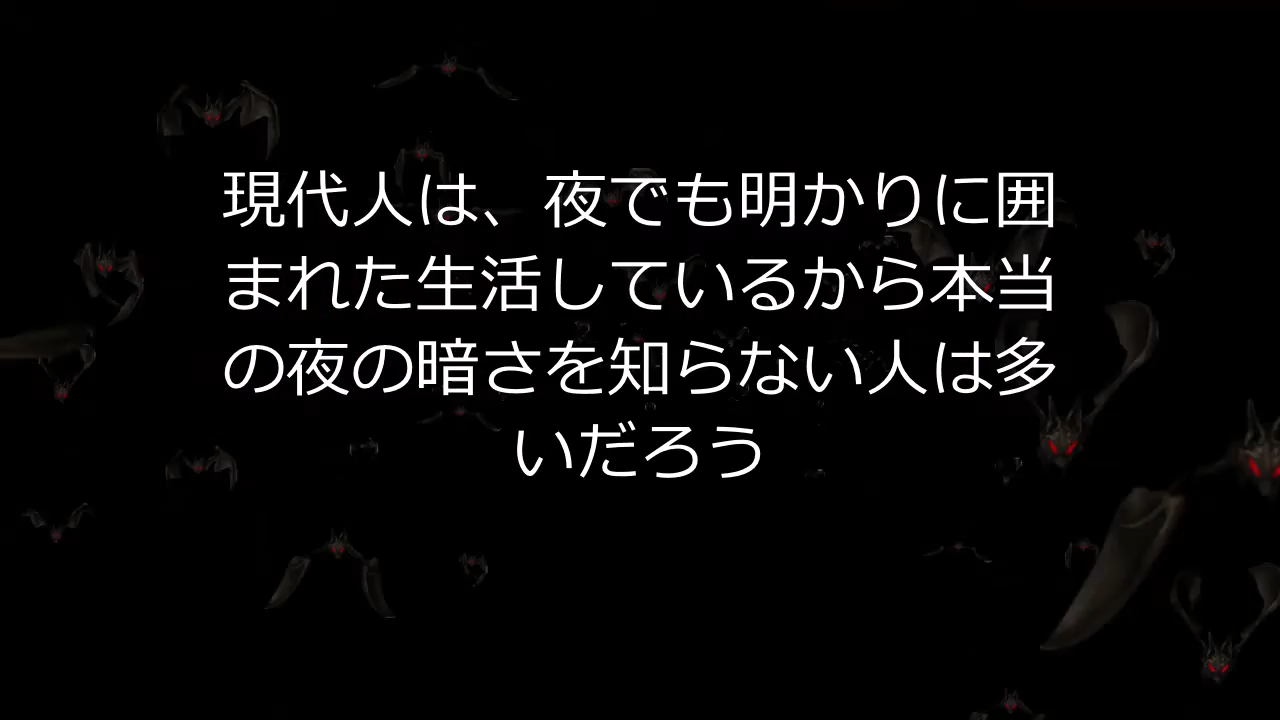 現代人は、夜でも明かりに囲
まれた生活しているから本当
の夜の暗さを知らない人は多
いだろう